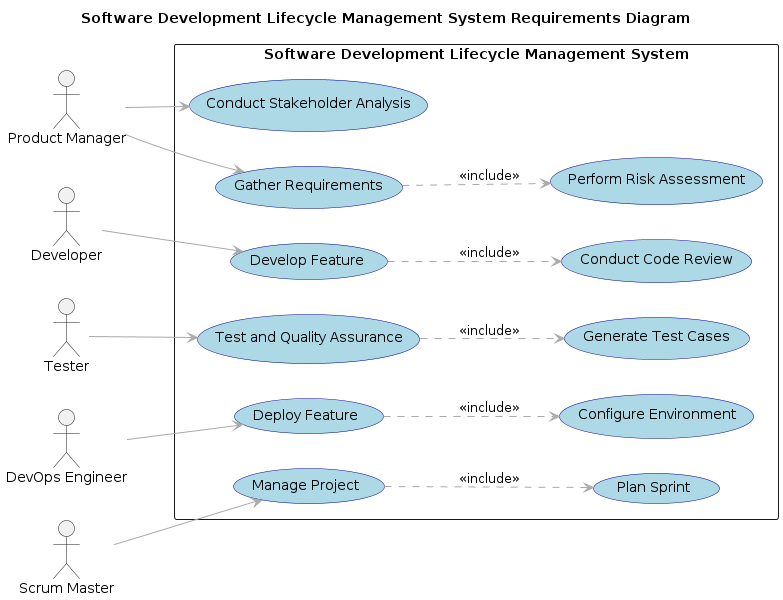 Software Development Lifecycle Management System Requirements Diagram
Software Development Lifecycle Management System
Product Manager
Conduct Stakeholder Analysis
Gather Requirements
«include»
Perform Risk Assessment
Developer
Develop Feature
«include»
Conduct Code Review
Tester
Test and Quality Assurance
«include»
Generate Test Cases
DevOps Engineer
Deploy Feature
«include»
Configure Environment
Scrum Master
Manage Project
«include»
Plan Sprint